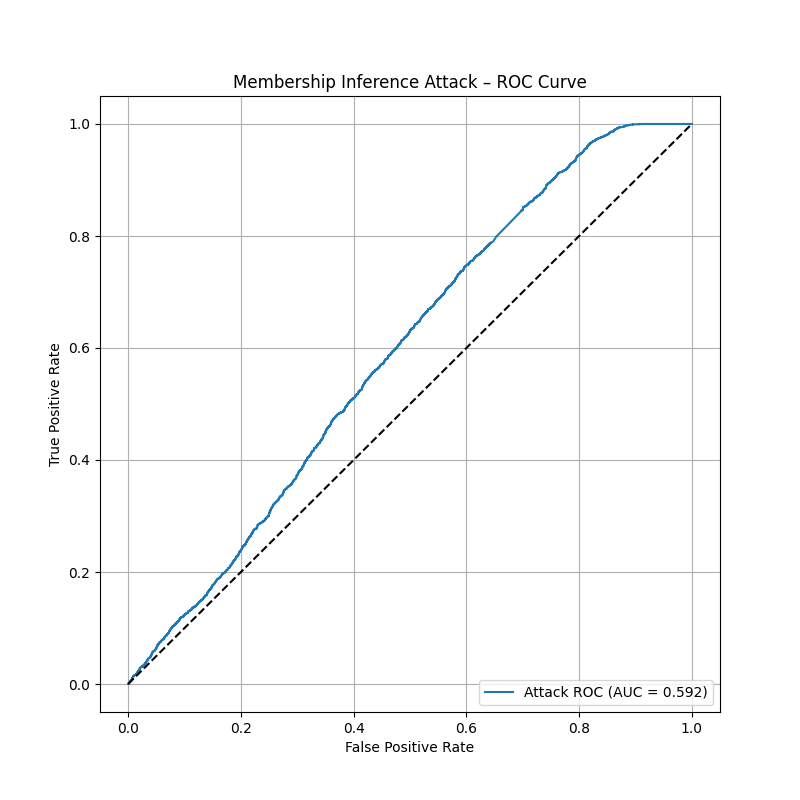 Membership Inference Attack – ROC Curve
True Positive Rate
1.0
0.8
0.6
0.4
0.2
0.0
Attack ROC (AUC = 0.592)
0.0 0.2 0.4 0.6 0.8 1.0
False Positive Rate